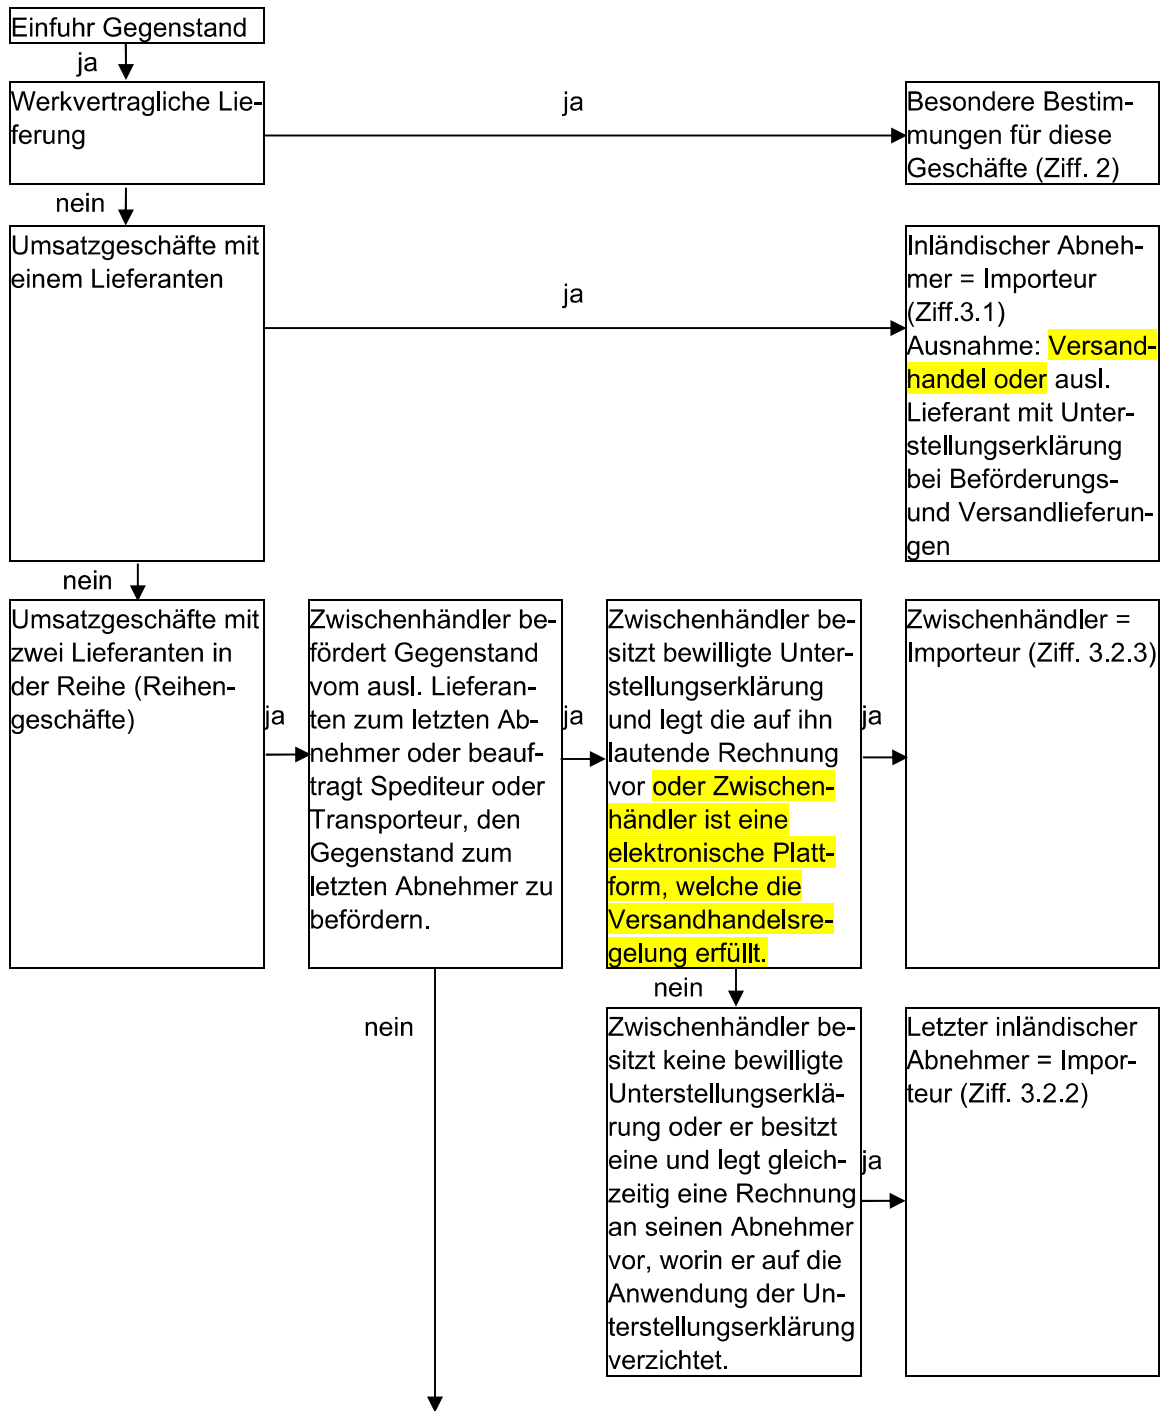 Einfuhr Gegenstand
ja
Werkvertragliche Lie-
ferung
ja
Besondere Bestim-
mungen für diese
Geschäfte (Ziff. 2)
nein
Umsatzgeschäfte mit
einem Lieferanten
ja
Inländischer Abneh-
mer = Importeur
(Ziff.3.1)
Ausnahme: Versand-
handel oder ausl.
Lieferant mit Unter-
stellungserklärung
bei Beförderungs-
und Versandlieferun-
gen
nein
Umsatzgeschäfte mit
zwei Lieferanten in
der Reihe (Reihen-
geschäfte)
ja
Zwischenhändler be-
fördert Gegenstand
vom ausl. Lieferan-
ten zum letzten Ab-
nehmer oder beauf-
tragt Spediteur oder
Transporteur, den
Gegenstand zum
letzten Abnehmer zu
befördern.
ja
Zwischenhändler be-
sitzt bewilligte Unter-
stellungserklärung
und legt die auf ihn
lautende Rechnung
vor oder Zwischen-
händler ist eine
elektronische Platt-
form, welche die
Versandhandelsre-
gelung erfüllt.
ja
Zwischenhändler =
Importeur (Ziff. 3.2.3)
nein
nein
Zwischenhändler be-
sitzt keine bewilligte
Unterstellungserklä-
rung oder er besitzt
eine und legt gleich-
zeitig eine Rechnung
an seinen Abnehmer
vor, worin er auf die
Anwendung der Un-
terstellungserklärung
verzichtet.
ja
Letzter inländischer
Abnehmer = Impor-
teur (Ziff. 3.2.2)